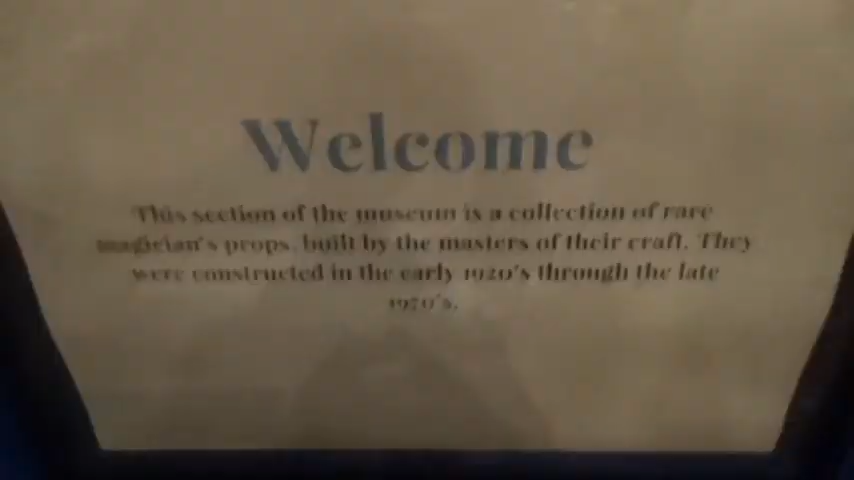 Welcome
This section of the museum is a collection of rare
magician's props, built by the masters of their craft. They
were constructed in the early 1920's through the late
1970's.